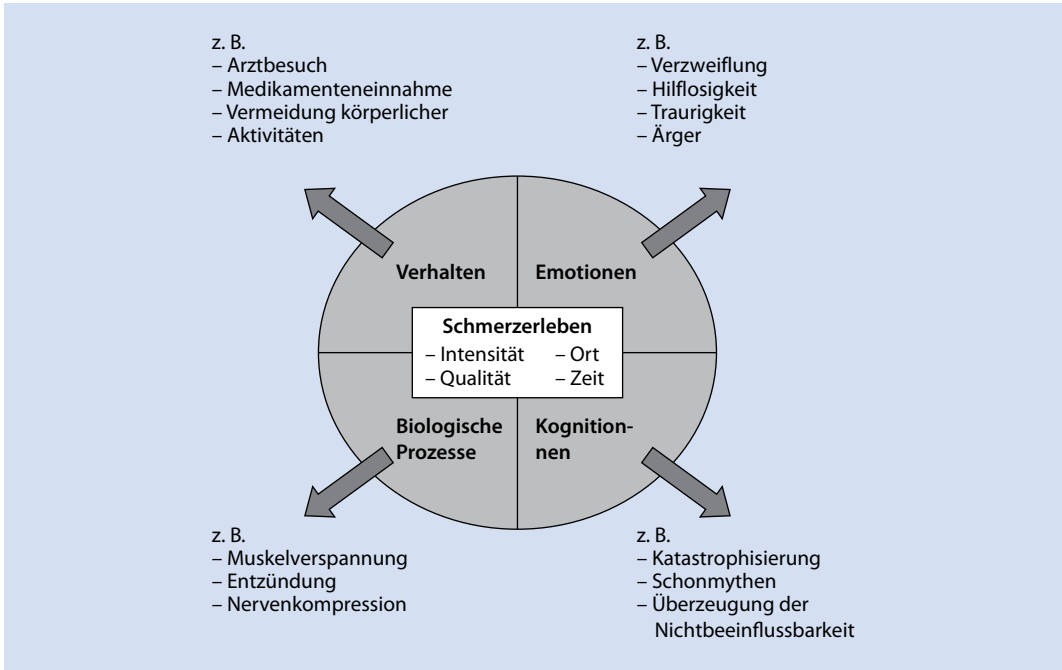 z. B.
– Arztbesuch
– Medikamenteneinnahme
– Vermeidung körperlicher
– Aktivitäten
z. B.
– Verzweiflung
– Hilflosigkeit
– Traurigkeit
– Ärger
Verhalten
Emotionen
Schmerzerleben
– Intensität – Ort
– Qualität – Zeit
Biologische
Prozesse
Kognition-
nen
z. B.
– Muskelverspannung
– Entzündung
– Nervenkompression
z. B.
– Katastrophisierung
– Schonmythen
– Überzeugung der
Nichtbeeinflussbarkeit